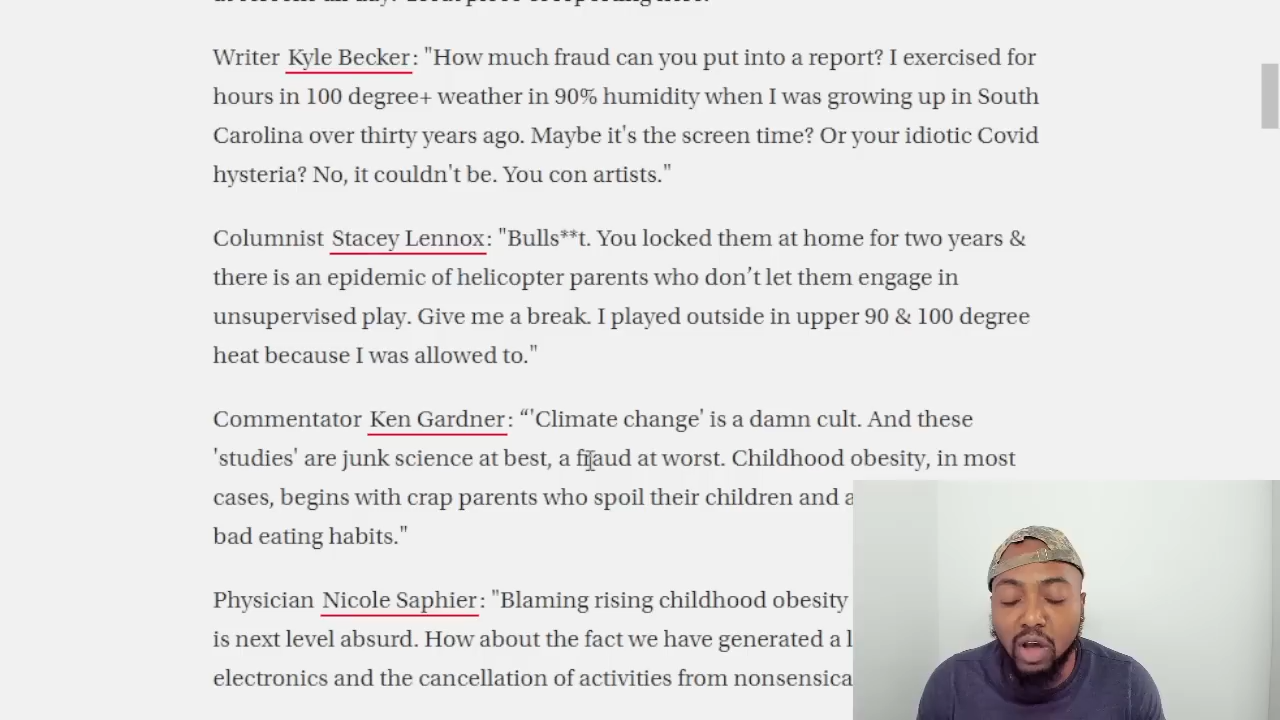 Writer Kyle Becker: "How much fraud can you put into a report? I exercised for
hours in 100 degree+ weather in 90% humidity when I was growing up in South
Carolina over thirty years ago. Maybe it's the screen time? Or your idiotic Covid
hysteria? No, it couldn't be. You con artists."
Columnist Stacey Lennox: "Bulls**t. You locked them at home for two years &
there is an epidemic of helicopter parents who don’t let them engage in
unsupervised play. Give me a break. I played outside in upper 90 & 100 degree
heat because I was allowed to."
Commentator Ken Gardner: “'Climate change' is a damn cult. And these
'studies' are junk science at best, a fraud at worst. Childhood obesity, in most
cases, begins with crap parents who spoil their children and a
bad eating habits."
Physician Nicole Saphier: "Blaming rising childhood obesity
is next level absurd. How about the fact we have generated a l
electronics and the cancellation of activities from nonsensica